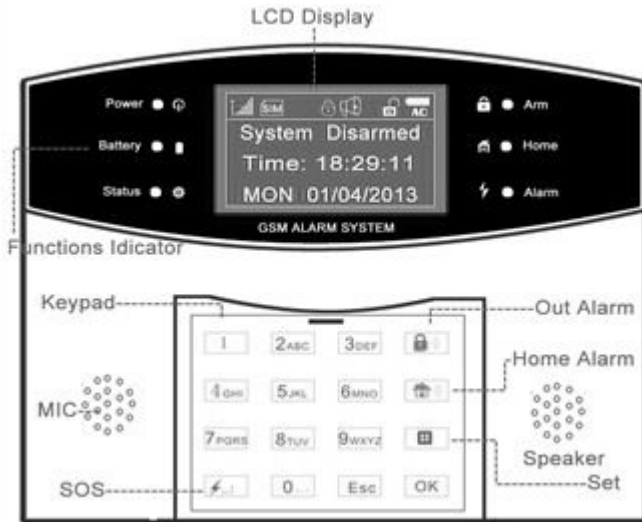 LCD Display
Power
SIM
AC
Arm
System Disarmed
Battery
Time: 18:29:11
Home
Status
MON 01/04/2013
Alarm
GSM ALARM SYSTEM
Functions Idicator
Keypad
Out Alarm
1 2ABC 3DEF
Home Alarm
4GHI 5JKL 6MNO
MIC
7PQRS 8TUV 9WXYZ
Speaker
Set
SOS
0 Esc OK